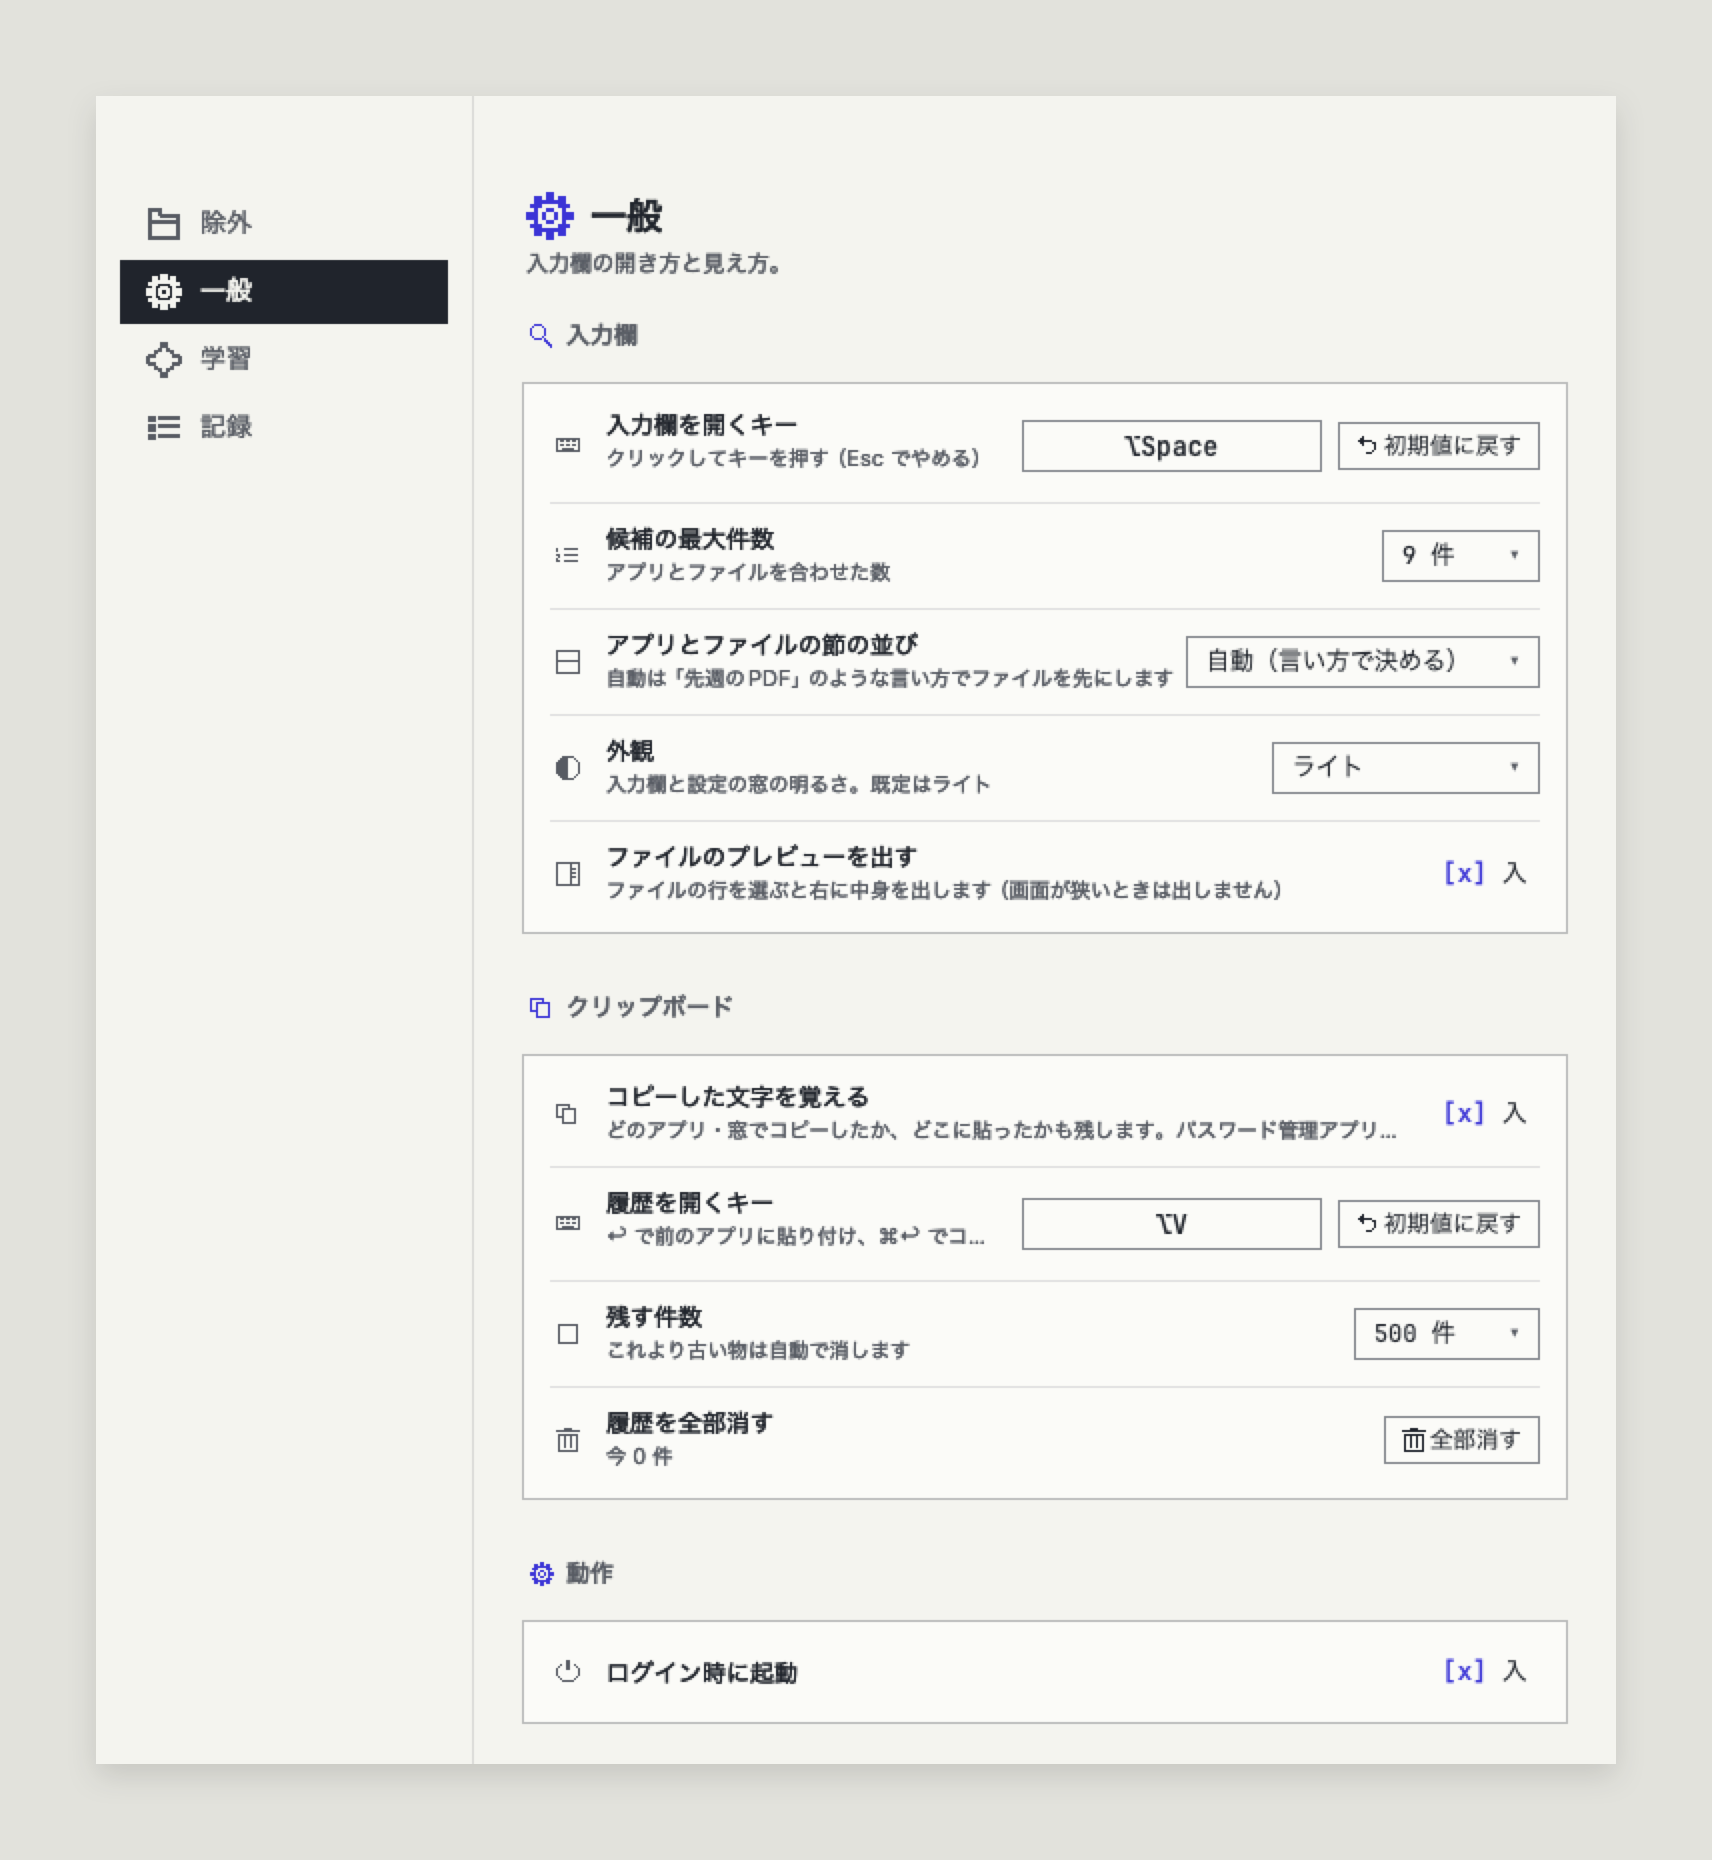 除外
一般
学習
記録
一般
入力欄の開き方と見え方。
入力欄
入力欄を開くキー
クリックしてキーを押す（Esc でやめる）
⌥Space
初期値に戻す
候補の最大件数
アプリとファイルを合わせた数
9 件
アプリとファイルの節の並び
自動は「先週のPDF」のような言い方でファイルを先にします
自動（言い方で決める）
外観
入力欄と設定の窓の明るさ。既定はライト
ライト
ファイルのプレビューを出す
ファイルの行を選ぶと右に中身を出します（画面が狭いときは出しません）
[x] 入
クリップボード
コピーした文字を覚える
どのアプリ・窓でコピーしたか、どこに貼ったかも残します。パスワード管理アプリ…
[x] 入
履歴を開くキー
↩ で前のアプリに貼り付け、⌘↩ でコ…
⌥V
初期値に戻す
残す件数
これより古い物は自動で消します
500 件
履歴を全部消す
今 0 件
全部消す
動作
ログイン時に起動
[x] 入